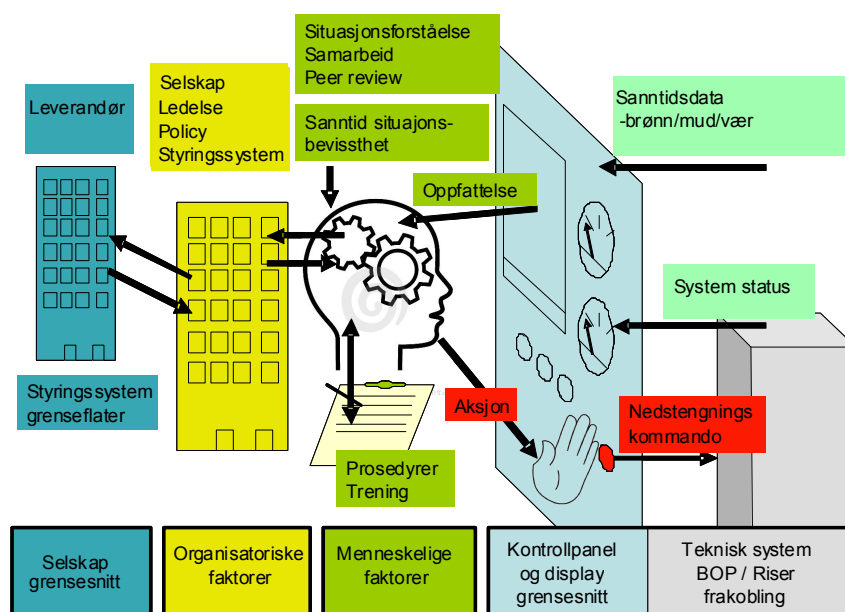 Situasjonsforståelse
Samarbeid
Peer review
Leverandør
Selskap
Ledelse
Policy
Styringssystem
Sanntid situajons-
bevissthet
Sanntidsdata
-brønn/mud/vær
Oppfattelse
System status
Styringssystem
grenseflater
Aksjon
Nedstengnings
kommando
Prosedyrer
Trening
Selskap
grensesnitt
Organisatoriske
faktorer
Menneskelige
faktorer
Kontrollpanel
og display
grensesnitt
Teknisk system
BOP / Riser
frakobling